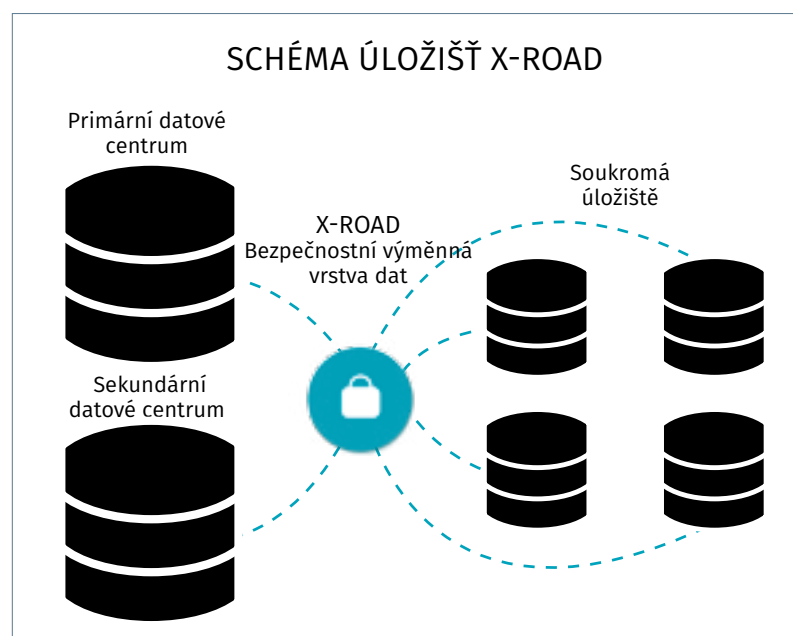 SCHÉMA ÚLOŽIŠŤ X-ROAD
Primární datové
centrum
Soukromá
úložiště
X-ROAD
Bezpečnostní výměnná
vrstva dat
Sekundární
datové centrum